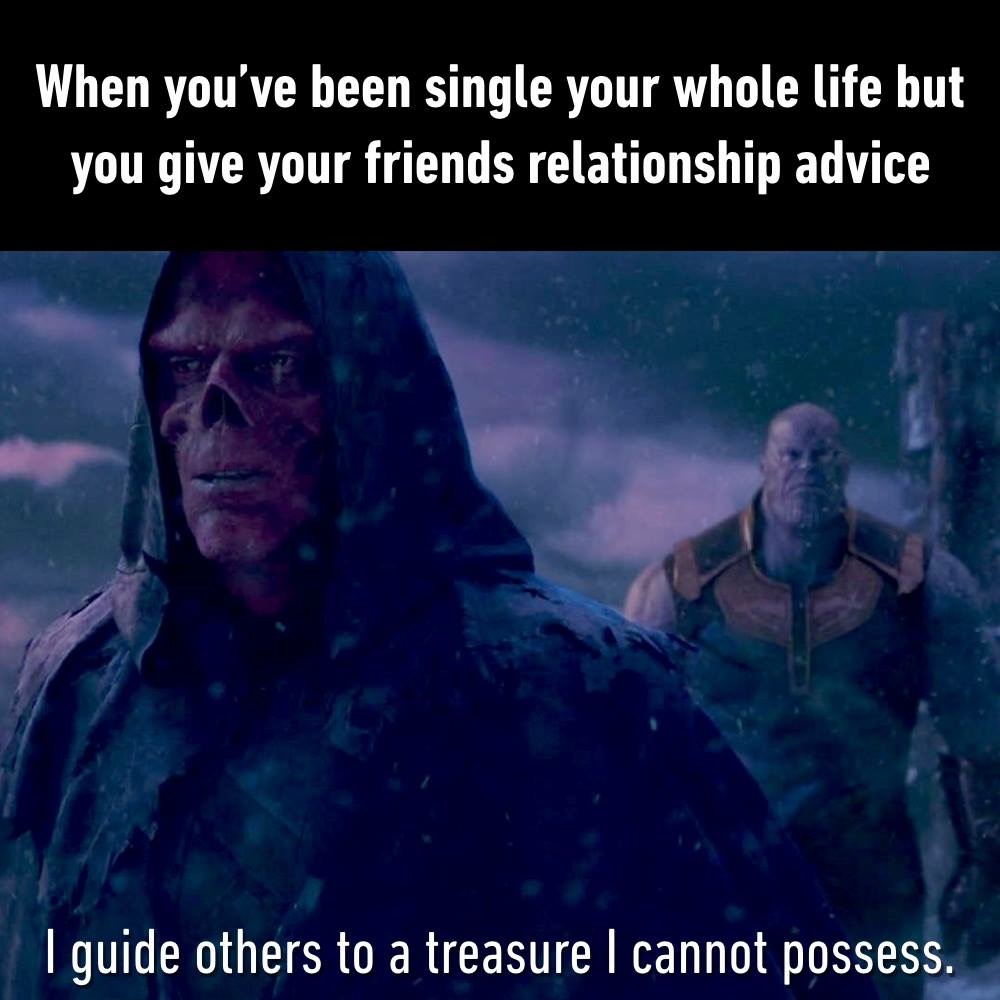 When you’ve been single your whole life but
you give your friends relationship advice
I guide others to a treasure I cannot possess.